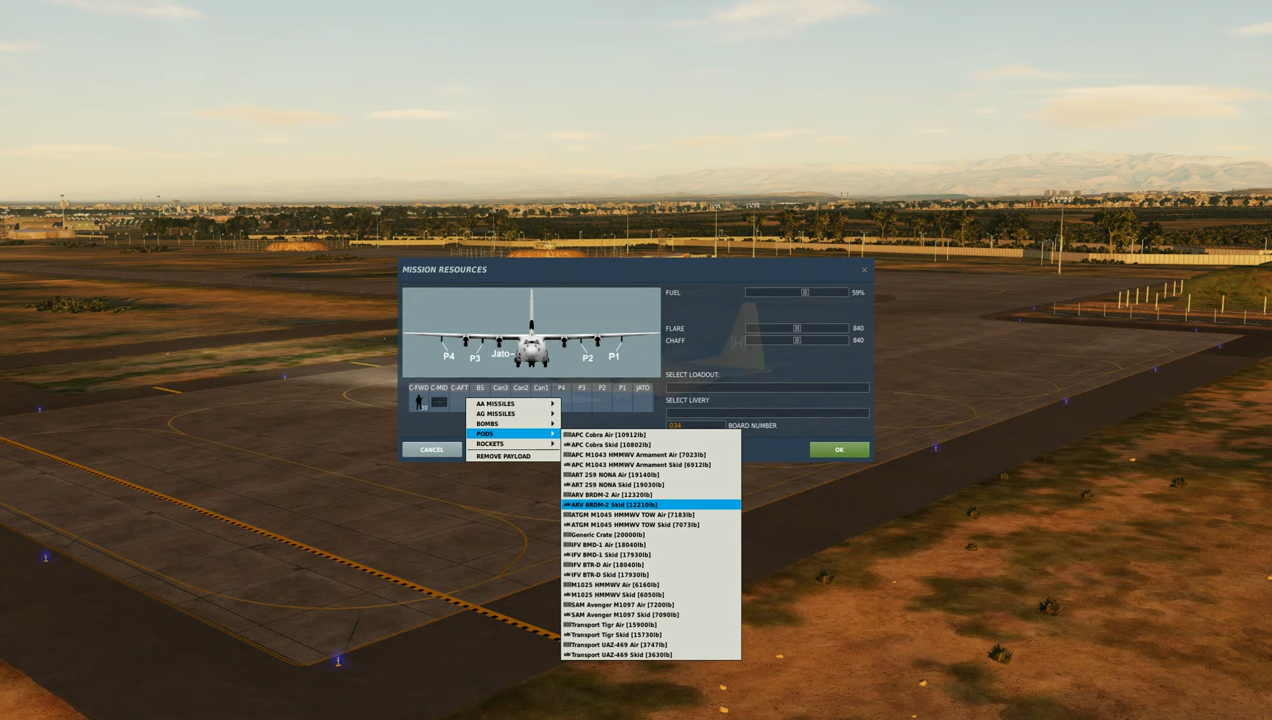 MISSION RESOURCES
FUEL
59%
FLARE
840
CHAFF
840
P4
P3
Jato
P2
P1
SELECT LOADOUT:
C-FWD C-MID C-AFT BS Can3 Can2 Can1 P4 P3 P2 P1 JATO
SELECT LIVERY
034
BOARD NUMBER
CANCEL
OK
AA MISSILES
AG MISSILES
BOMBS
PODS
ROCKETS
REMOVE PAYLOAD
APC Cobra Air [10912lb]
APC Cobra Skid [10802lb]
APC M1043 HMMWV Armament Air [7023lb]
APC M1043 HMMWV Armament Skid [6912lb]
ART 2S9 NONA Air [19140lb]
ART 2S9 NONA Skid [19030lb]
ARV BRDM-2 Air [12320lb]
ARV BRDM-2 Skid [12210lb]
ATGM M1045 HMMWV TOW Air [7183lb]
ATGM M1045 HMMWV TOW Skid [7073lb]
Generic Crate [20000lb]
IFV BMD-1 Air [18040lb]
IFV BMD-1 Skid [17930lb]
IFV BTR-D Air [18040lb]
IFV BTR-D Skid [17930lb]
M1025 HMMWV Air [6160lb]
M1025 HMMWV Skid [6050lb]
SAM Avenger M1097 Air [7200lb]
SAM Avenger M1097 Skid [7090lb]
Transport Tigr Air [15900lb]
Transport Tigr Skid [15730lb]
Transport UAZ-469 Air [3747lb]
Transport UAZ-469 Skid [3630lb]